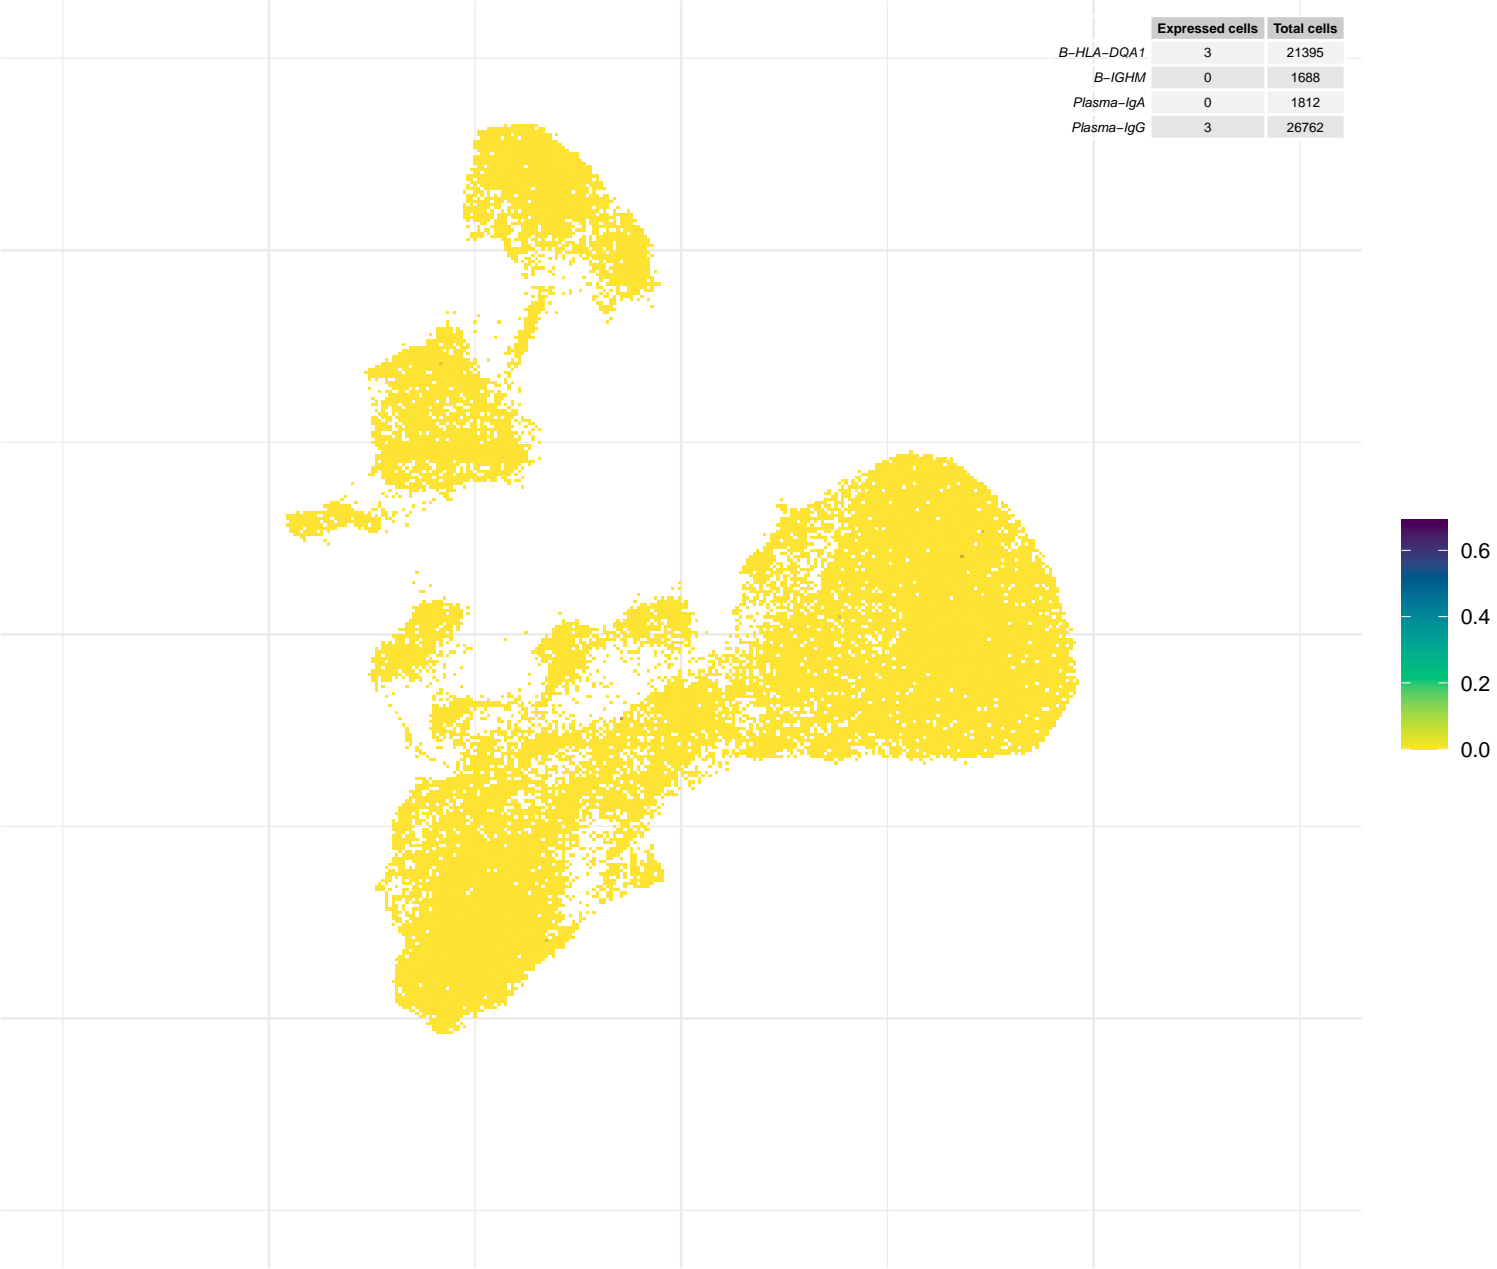 Expressed cells Total cells
B−HLA−DQA1 3 21395
B−IGHM 0 1688
Plasma−IgA 0 1812
Plasma−IgG 3 26762
0.6
0.4
0.2
0.0